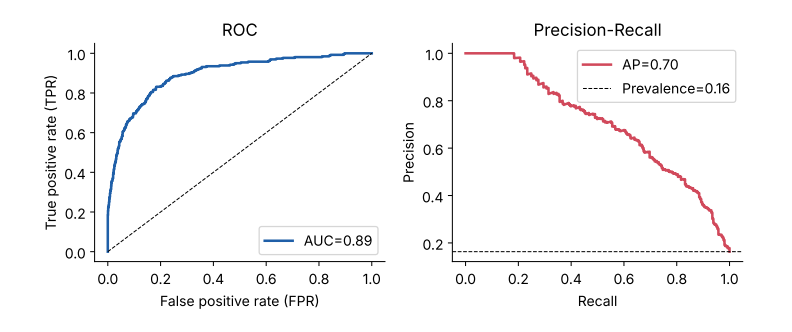 ROC
Precision-Recall
True positive rate (TPR)
1.0
0.8
0.6
0.4
0.2
0.0
AUC=0.89
0.0 0.2 0.4 0.6 0.8 1.0
False positive rate (FPR)
Precision
1.0
0.8
0.6
0.4
0.2
AP=0.70
Prevalence=0.16
0.0 0.2 0.4 0.6 0.8 1.0
Recall